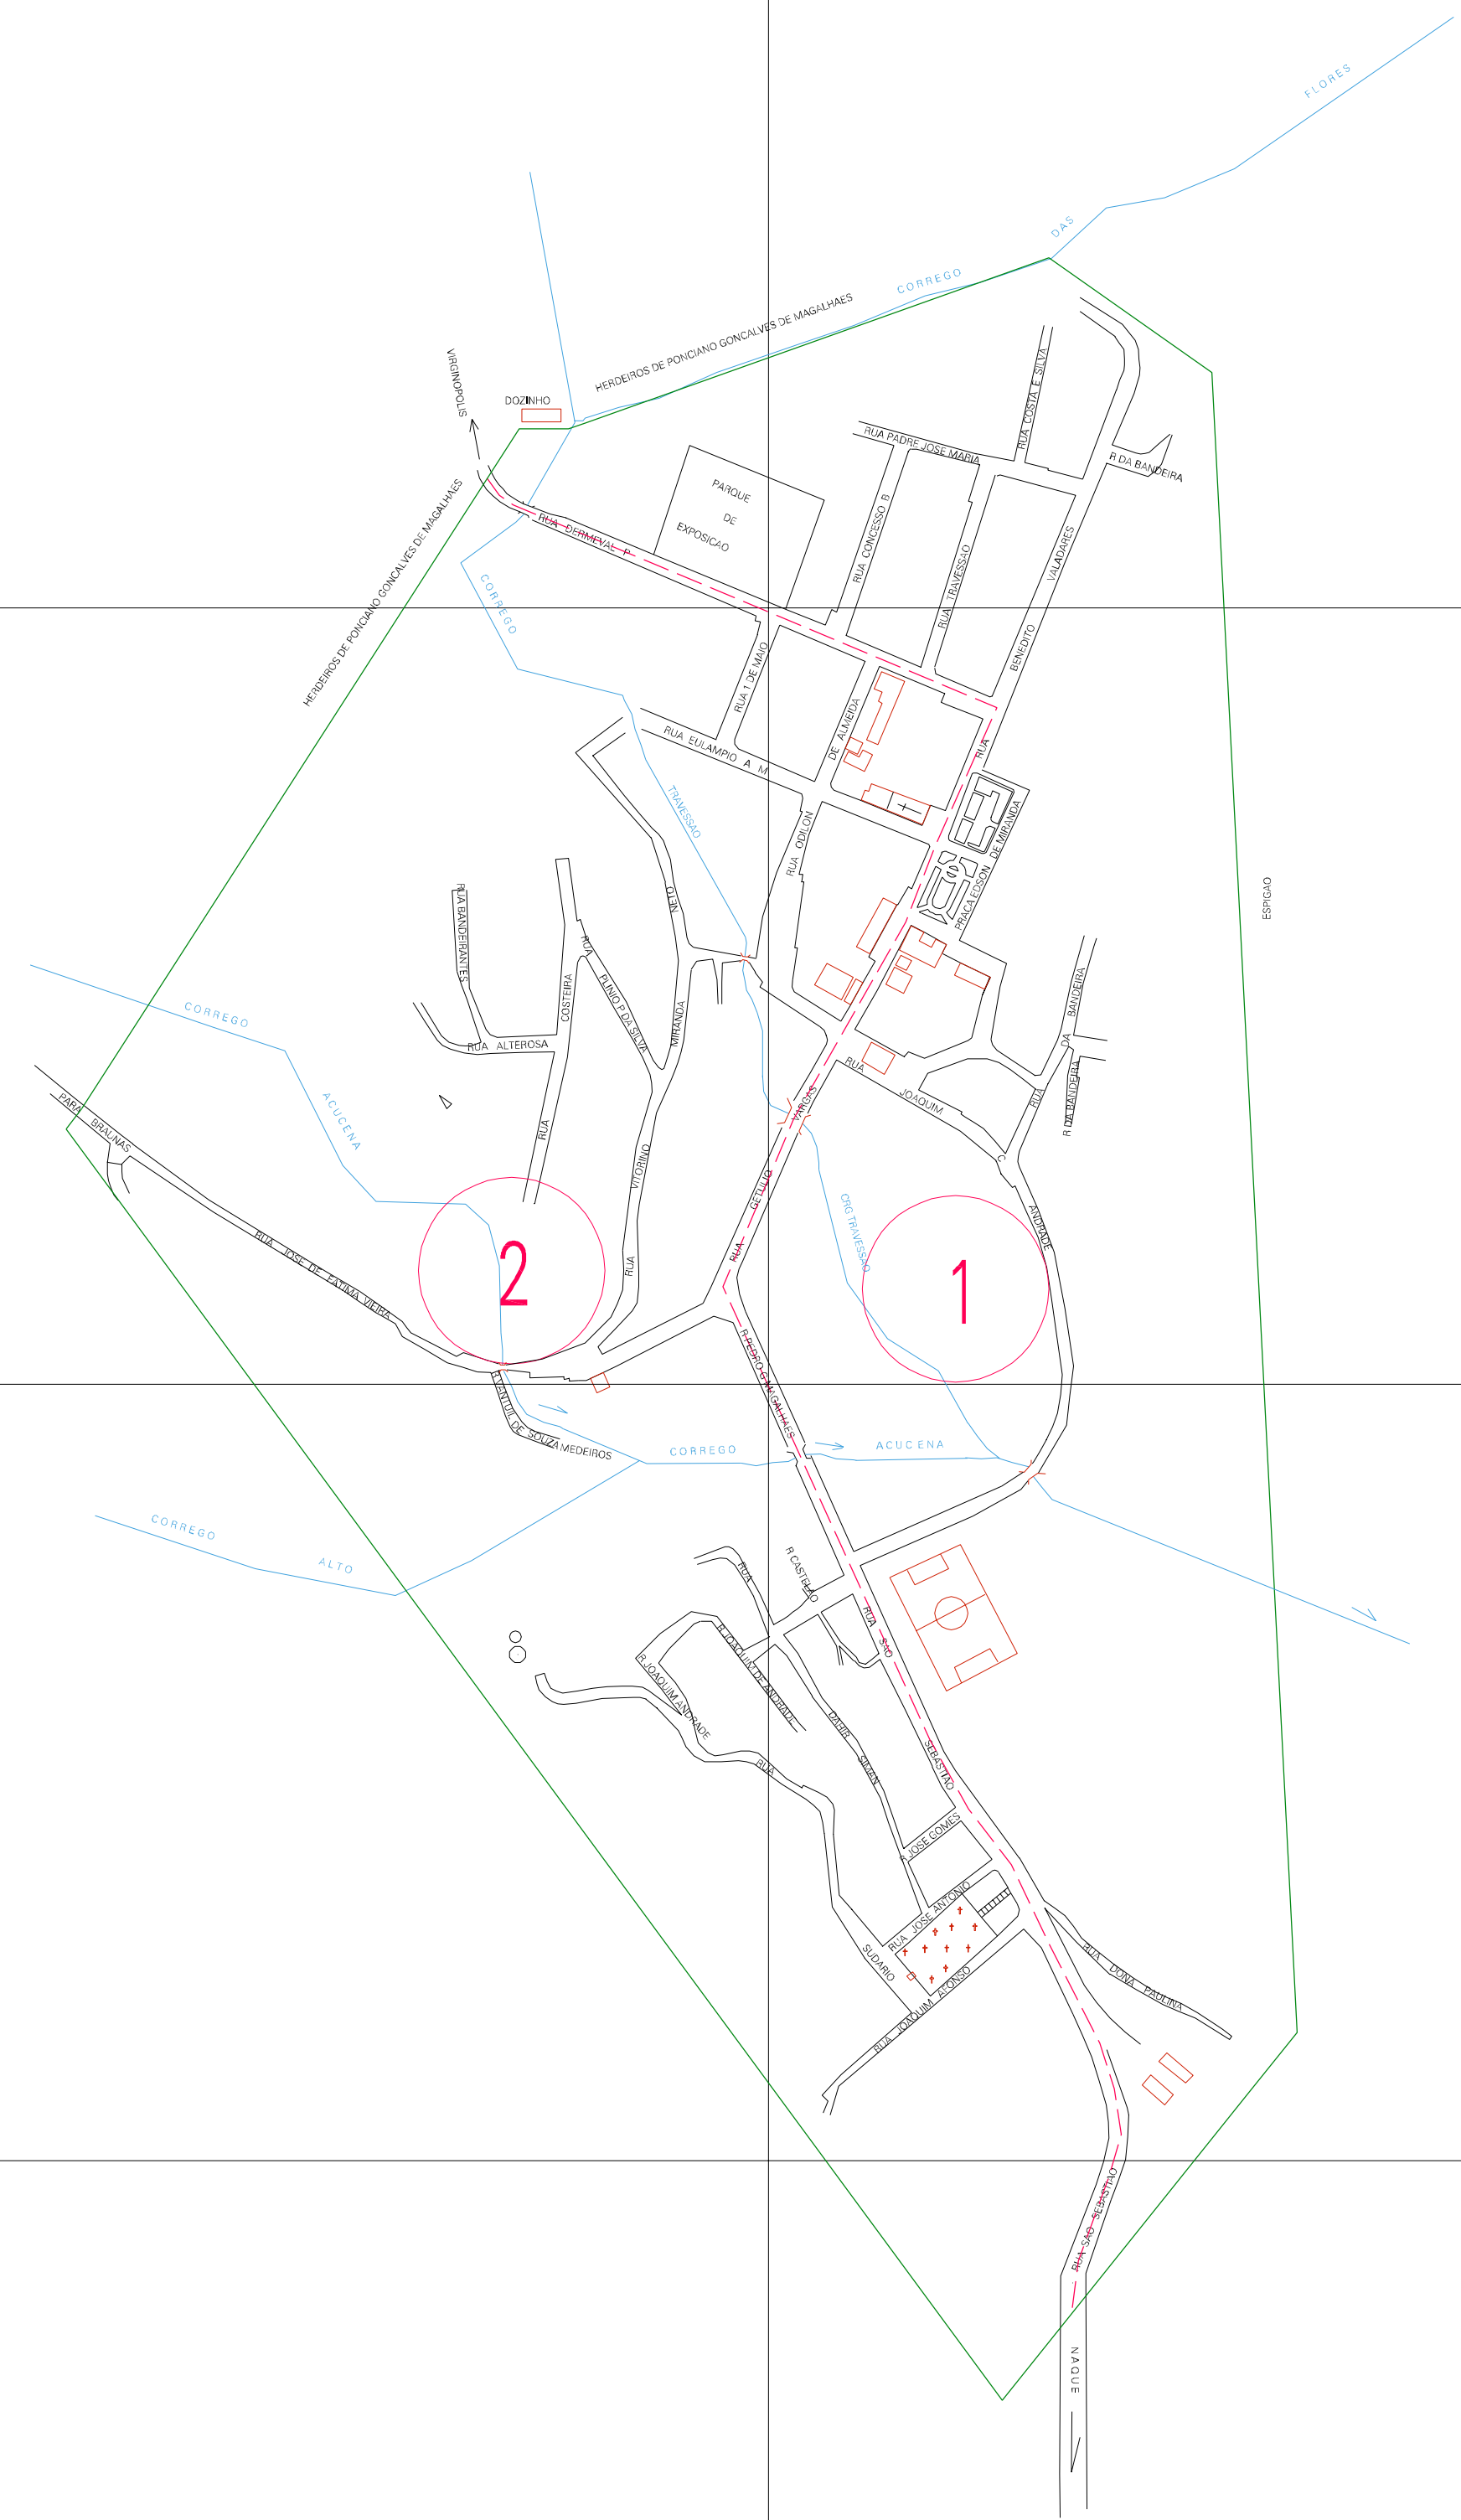 FLORES
DAS
CORREGO
HERDEIROS DE PONCIANO GONCALVES DE MAGALHAES
VIRGINOPOLIS
DOZINHO
RUA COSTA E SILVA
RUA PADRE JOSE MARIA
R DA BANDEIRA
PARQUE
DE
EXPOSICAO
RUA CONCESSO B
RUA DERMEVAL P
HERDEIROS DE PONCIANO GONCALVES DE MAGALHAES
CORREGO
RUA TRAVESSAO
VALADARES
BENEDITO
RUA
RUA 1 DE MAIO
DE ALMEIDA
RUA EULAMPIO A M
TRAVESSAO
RUA ODILON
DE MIRANDA
PRACA EDSON
ESPIGAO
NETO
RUA BANDEIRANTES
RUA
PLINIO P DA SILVA
COSTEIRA
MIRANDA
RUA ALTEROSA
CORREGO
ACUCENA
PARA
BRAUNAS
RUA
VITORINO
RUA
RUA
JOAQUIM
C
ANDRADE
RUA
DA
BANDEIRA
R DA BANDEIRA
VARGAS
GETULIO
RUA
CRG TRAVESSAO
2
1
RUA JOSE DE FATIMA VIEIRA
R PEDRO G MAGALHAES
R VANTUIL
DE SOUZA MEDEIROS
CORREGO
ACUCENA
CORREGO
ALTO
R CASTELAO
RUA
RUA
SAO
R JOAQUIM DE ANDRADE
R JOAQUIM ANDRADE
DAHIR
SIMAN
SEBASTIAO
RUA
R JOSE GOMES
RUA JOSE ANTONIO
SUDARIO
RUA JOAQUIM AFONSO
RUA DONA PAULINA
RUA SAO SEBASTIAO
NAQUE